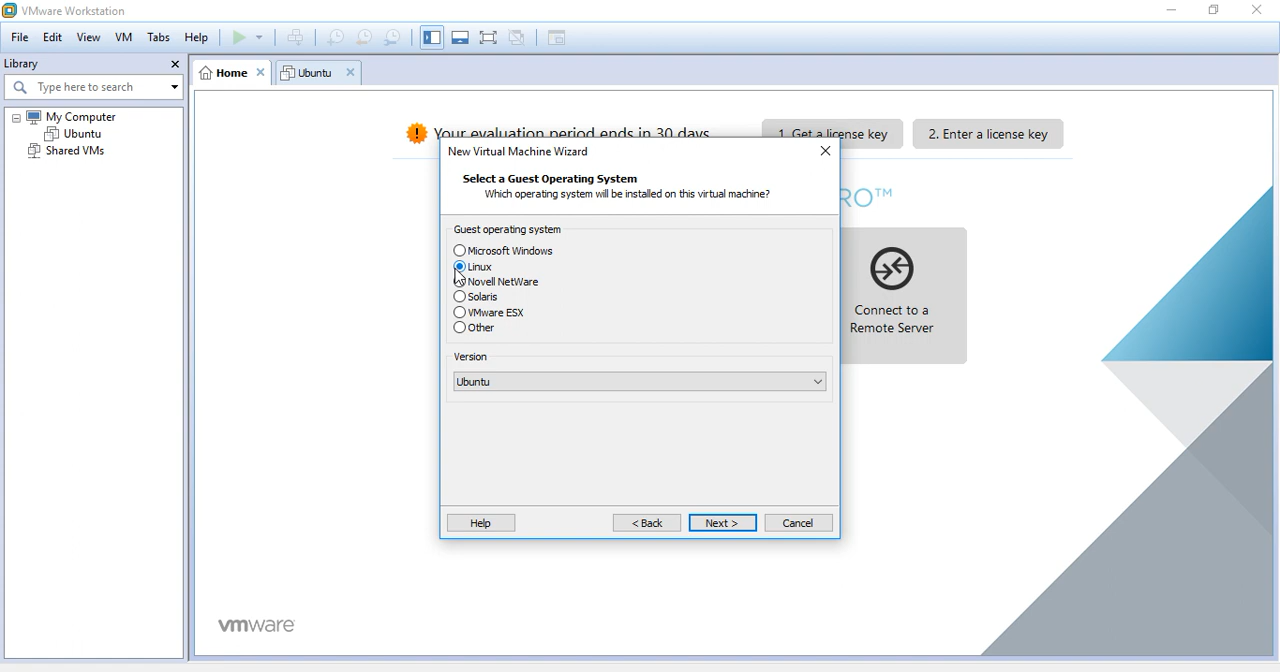 VMware Workstation
File Edit View VM Tabs Help
Library
Type here to search
My Computer
Ubuntu
Shared VMs
Home
Ubuntu
Your evaluation period ends in 30 days
1. Get a license key
2. Enter a license key
RO™
Connect to a
Remote Server
New Virtual Machine Wizard
Select a Guest Operating System
Which operating system will be installed on this virtual machine?
Guest operating system
Microsoft Windows
Linux
Novell NetWare
Solaris
VMware ESX
Other
Version
Ubuntu
Help
< Back
Next >
Cancel
vmware